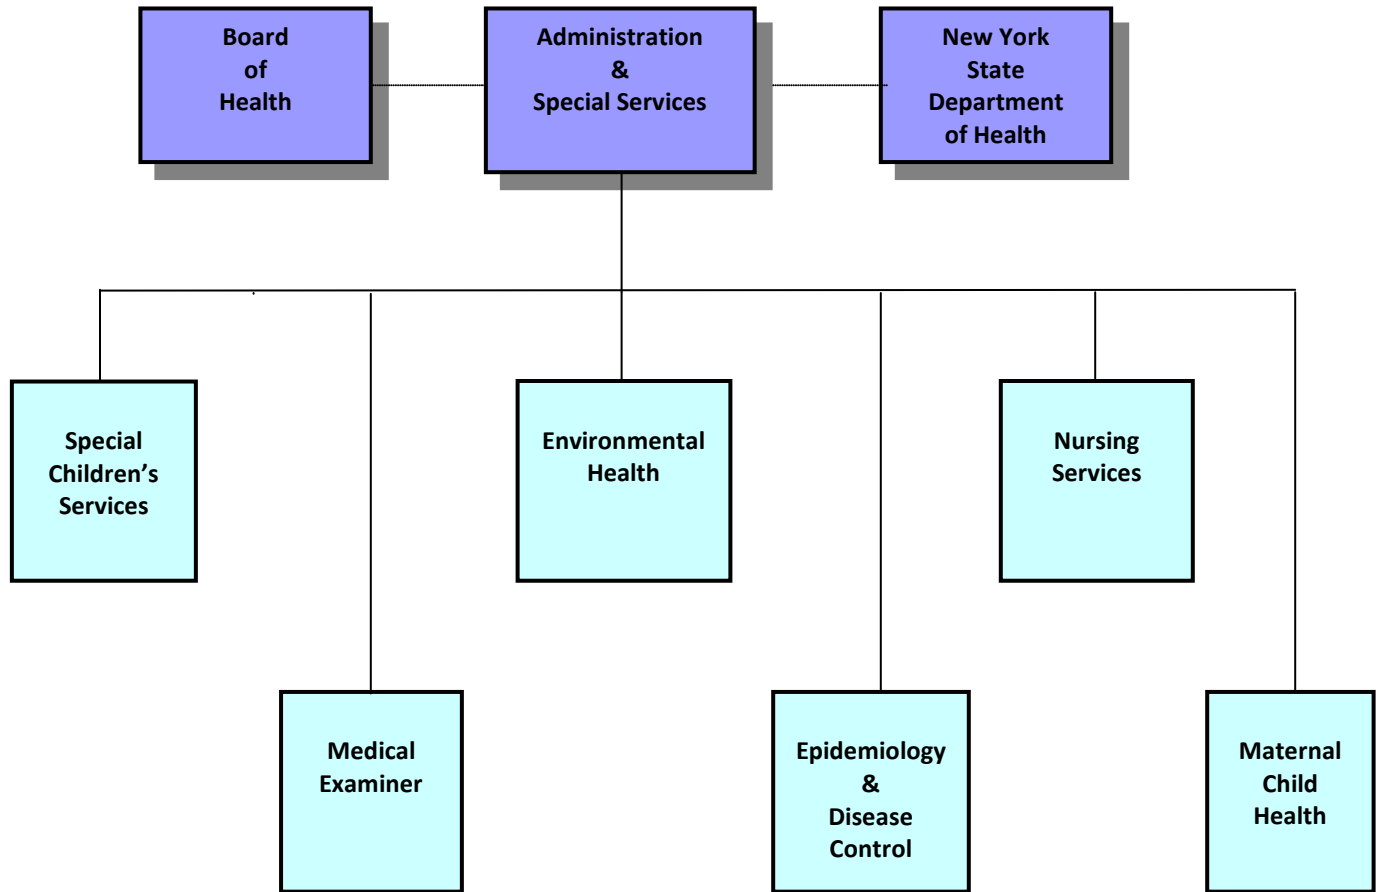 Board
of
Health
Administration
&
Special Services
New York
State
Department
of Health
Special
Children’s
Services
Environmental
Health
Nursing
Services
Medical
Examiner
Epidemiology
&
Disease
Control
Maternal
Child
Health